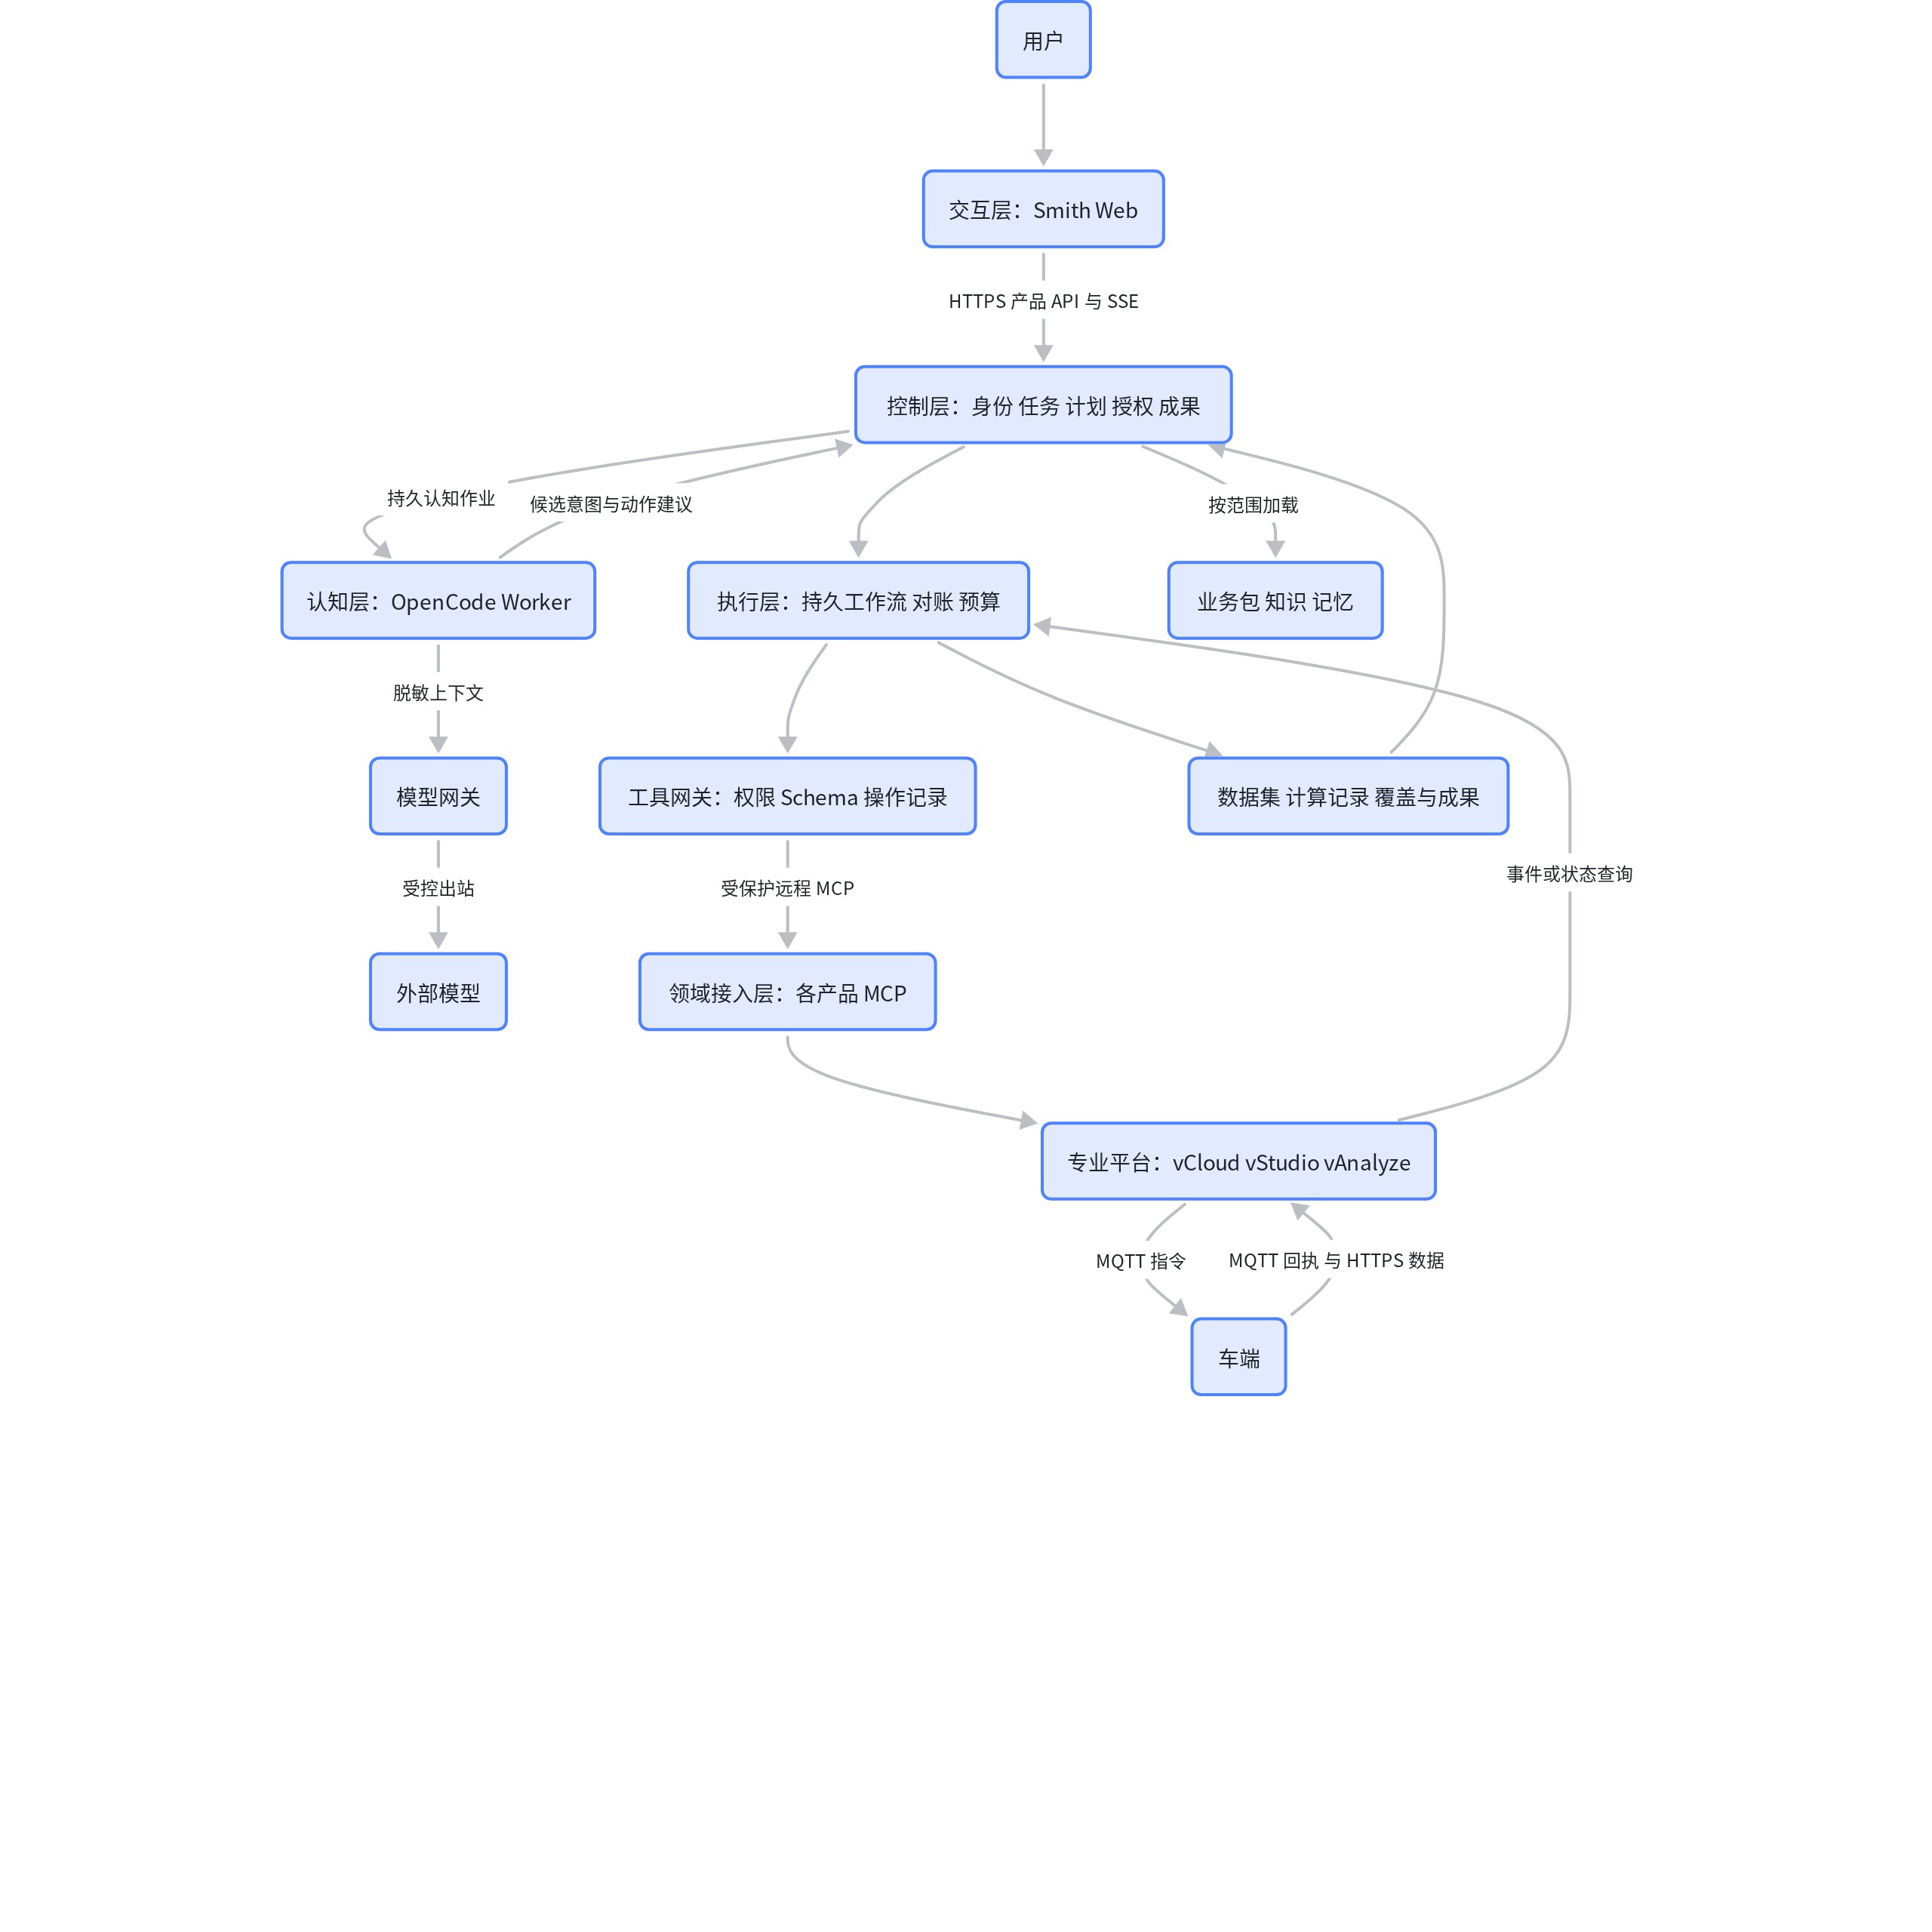 用户
交互层：Smith Web
HTTPS 产品 API 与 SSE
控制层：身份 任务 计划 授权 成果
持久认知作业
候选意图与动作建议
按范围加载
认知层：OpenCode Worker
执行层：持久工作流 对账 预算
业务包 知识 记忆
脱敏上下文
模型网关
工具网关：权限 Schema 操作记录
数据集 计算记录 覆盖与成果
事件或状态查询
受控出站
受保护远程 MCP
外部模型
领域接入层：各产品 MCP
专业平台：vCloud vStudio vAnalyze
MQTT 指令
MQTT 回执 与 HTTPS 数据
车端